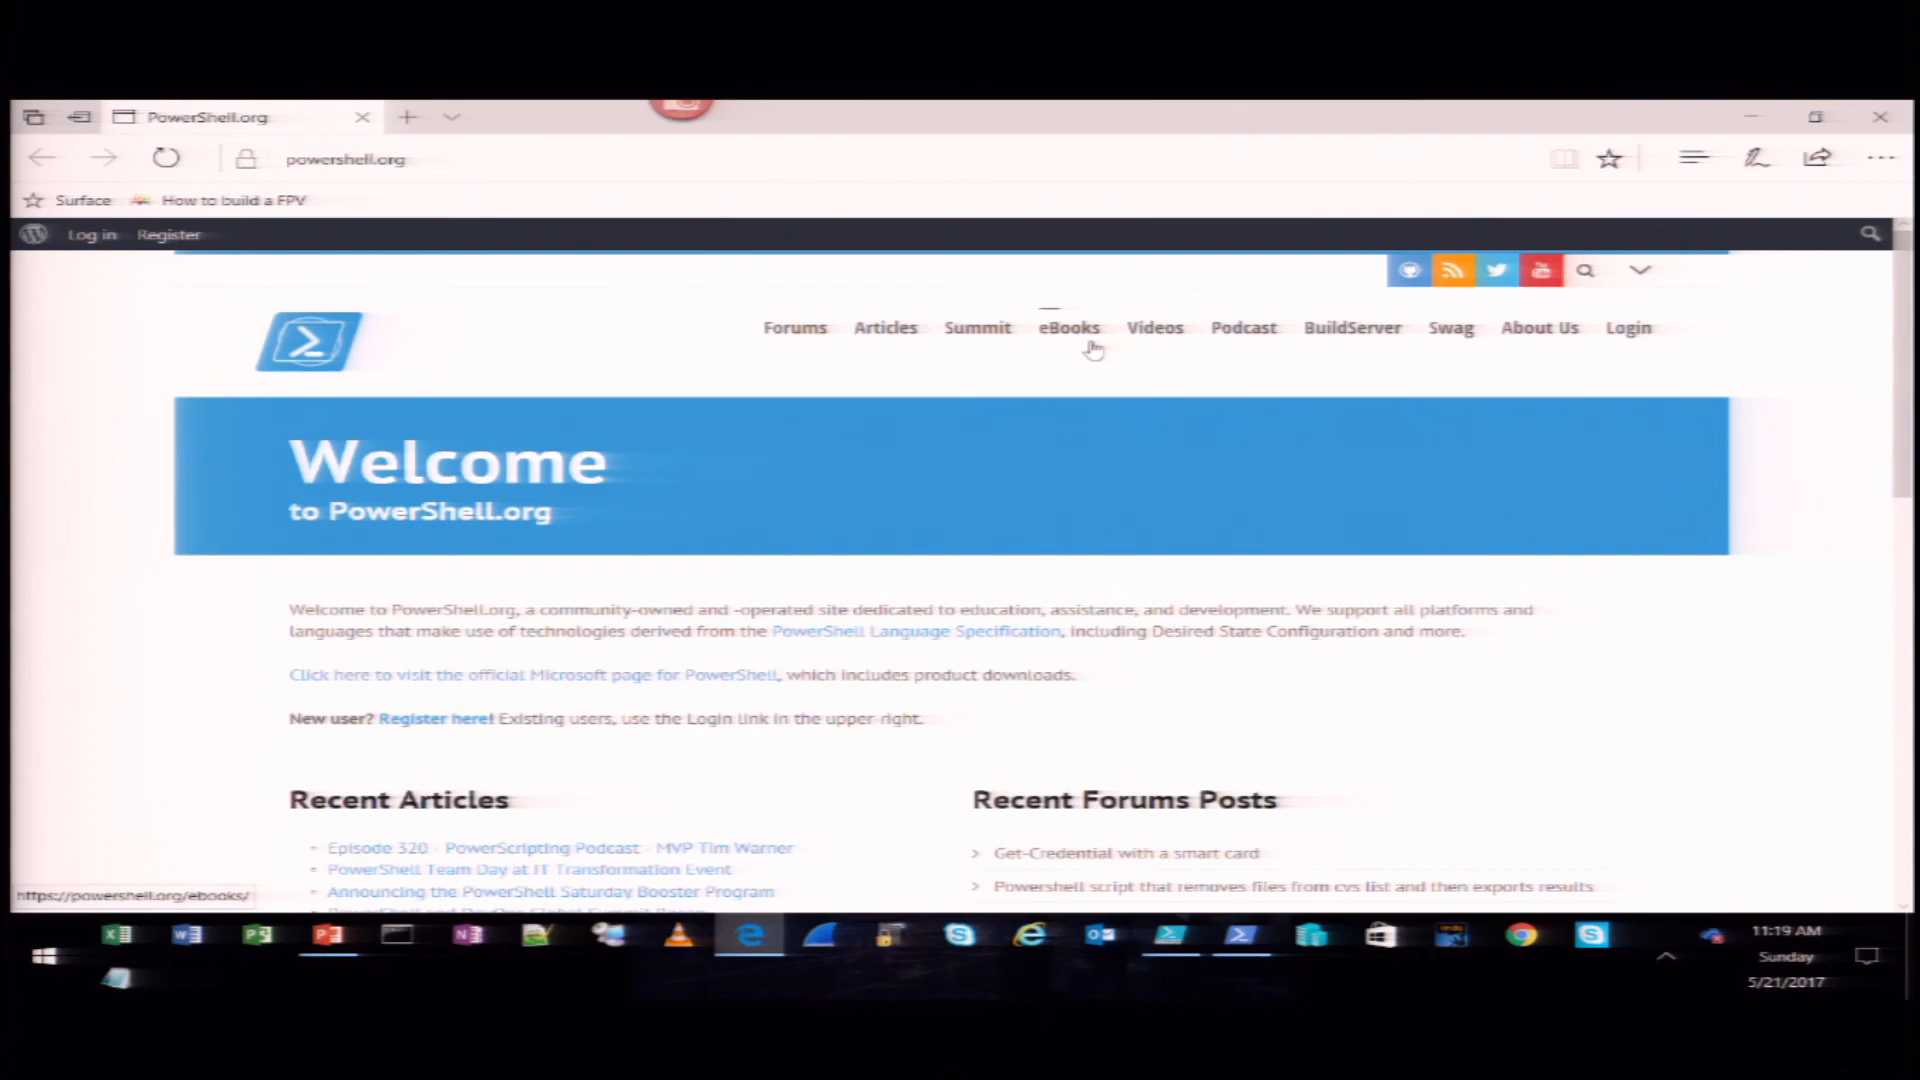 PowerShell.org
powershell.org
Surface How to build a FPV
Log in Register
Forums Articles Summit eBooks Videos Podcast BuildServer Swag About Us Login
Welcome
to PowerShell.org
Welcome to PowerShell.org, a community-owned and -operated site dedicated to education, assistance, and development. We support all platforms and
languages that make use of technologies derived from the PowerShell Language Specification, including Desired State Configuration and more.
Click here to visit the official Microsoft page for PowerShell, which includes product downloads.
New user? Register here! Existing users, use the Login link in the upper-right.
Recent Articles
Episode 320 - PowerScripting Podcast - MVP Tim Warner
PowerShell Team Day at IT Transformation Event
Announcing the PowerShell Saturday Booster Program
Recent Forums Posts
Get-Credential with a smart card
Powershell script that removes files from cvs list and then exports results
https://powershell.org/ebooks/
11:19 AM
Sunday
5/21/2017